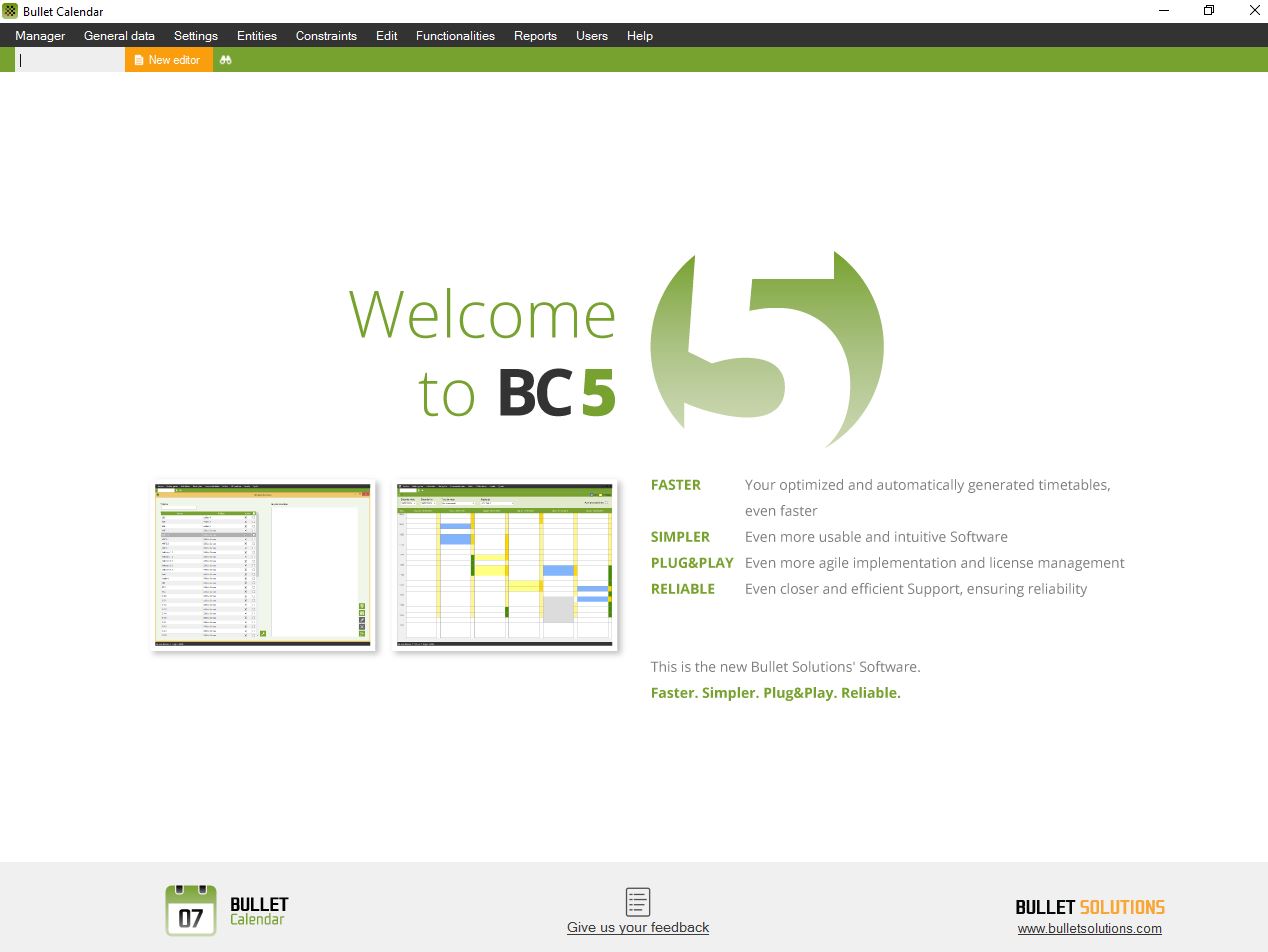 Bullet Calendar
Manager General data Settings Entities Constraints Edit Functionalities Reports Users Help
New editor
Welcome
to BC5
5
FASTER Your optimized and automatically generated timetables,
even faster
SIMPLER Even more usable and intuitive Software
PLUG&PLAY Even more agile implementation and license management
RELIABLE Even closer and efficient Support, ensuring reliability
This is the new Bullet Solutions' Software.
Faster. Simpler. Plug&Play. Reliable.
07
BULLET
Calendar
Give us your feedback
BULLET SOLUTIONS
www.bulletsolutions.com